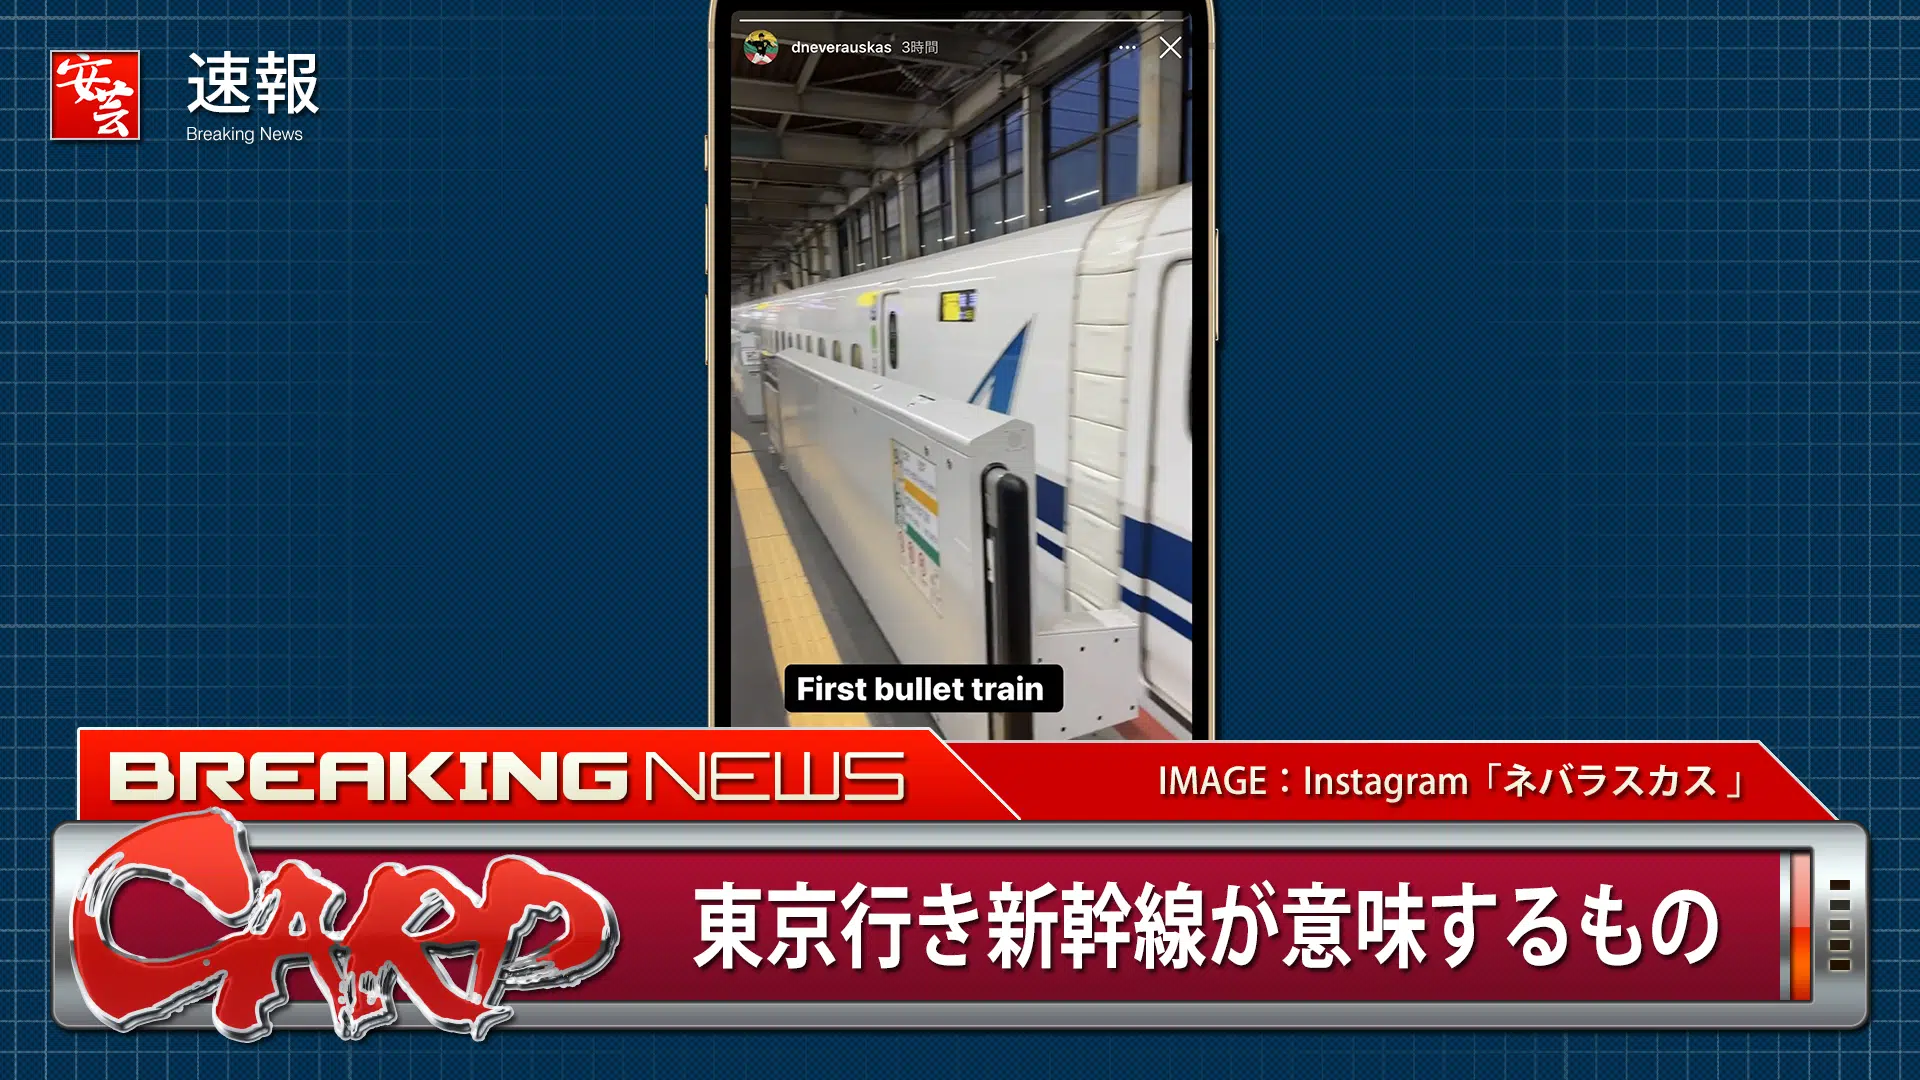 安芸
速報
Breaking News
dneverauskas 3時間
First bullet train
BREAKING NEWS
IMAGE：Instagram「ネバラスカス 」
CARP
東京行き新幹線が意味するもの